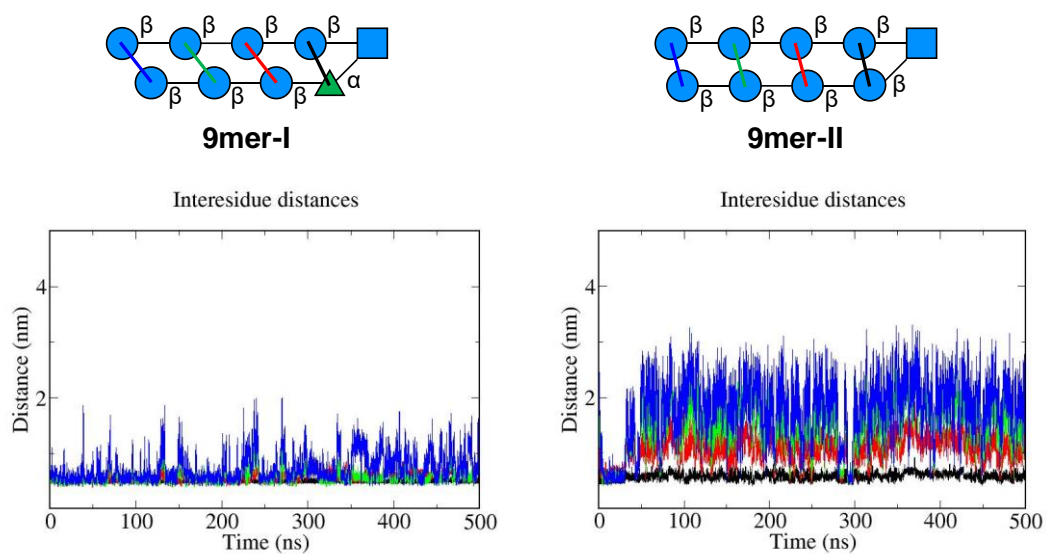 β β β β
β β β α
9mer-I
Interesidue distances
Distance (nm)
4
2
0 100 200 300 400 500
Time (ns)
β β β β
β β β β
9mer-II
Interesidue distances
Distance (nm)
4
2
0 100 200 300 400 500
Time (ns)